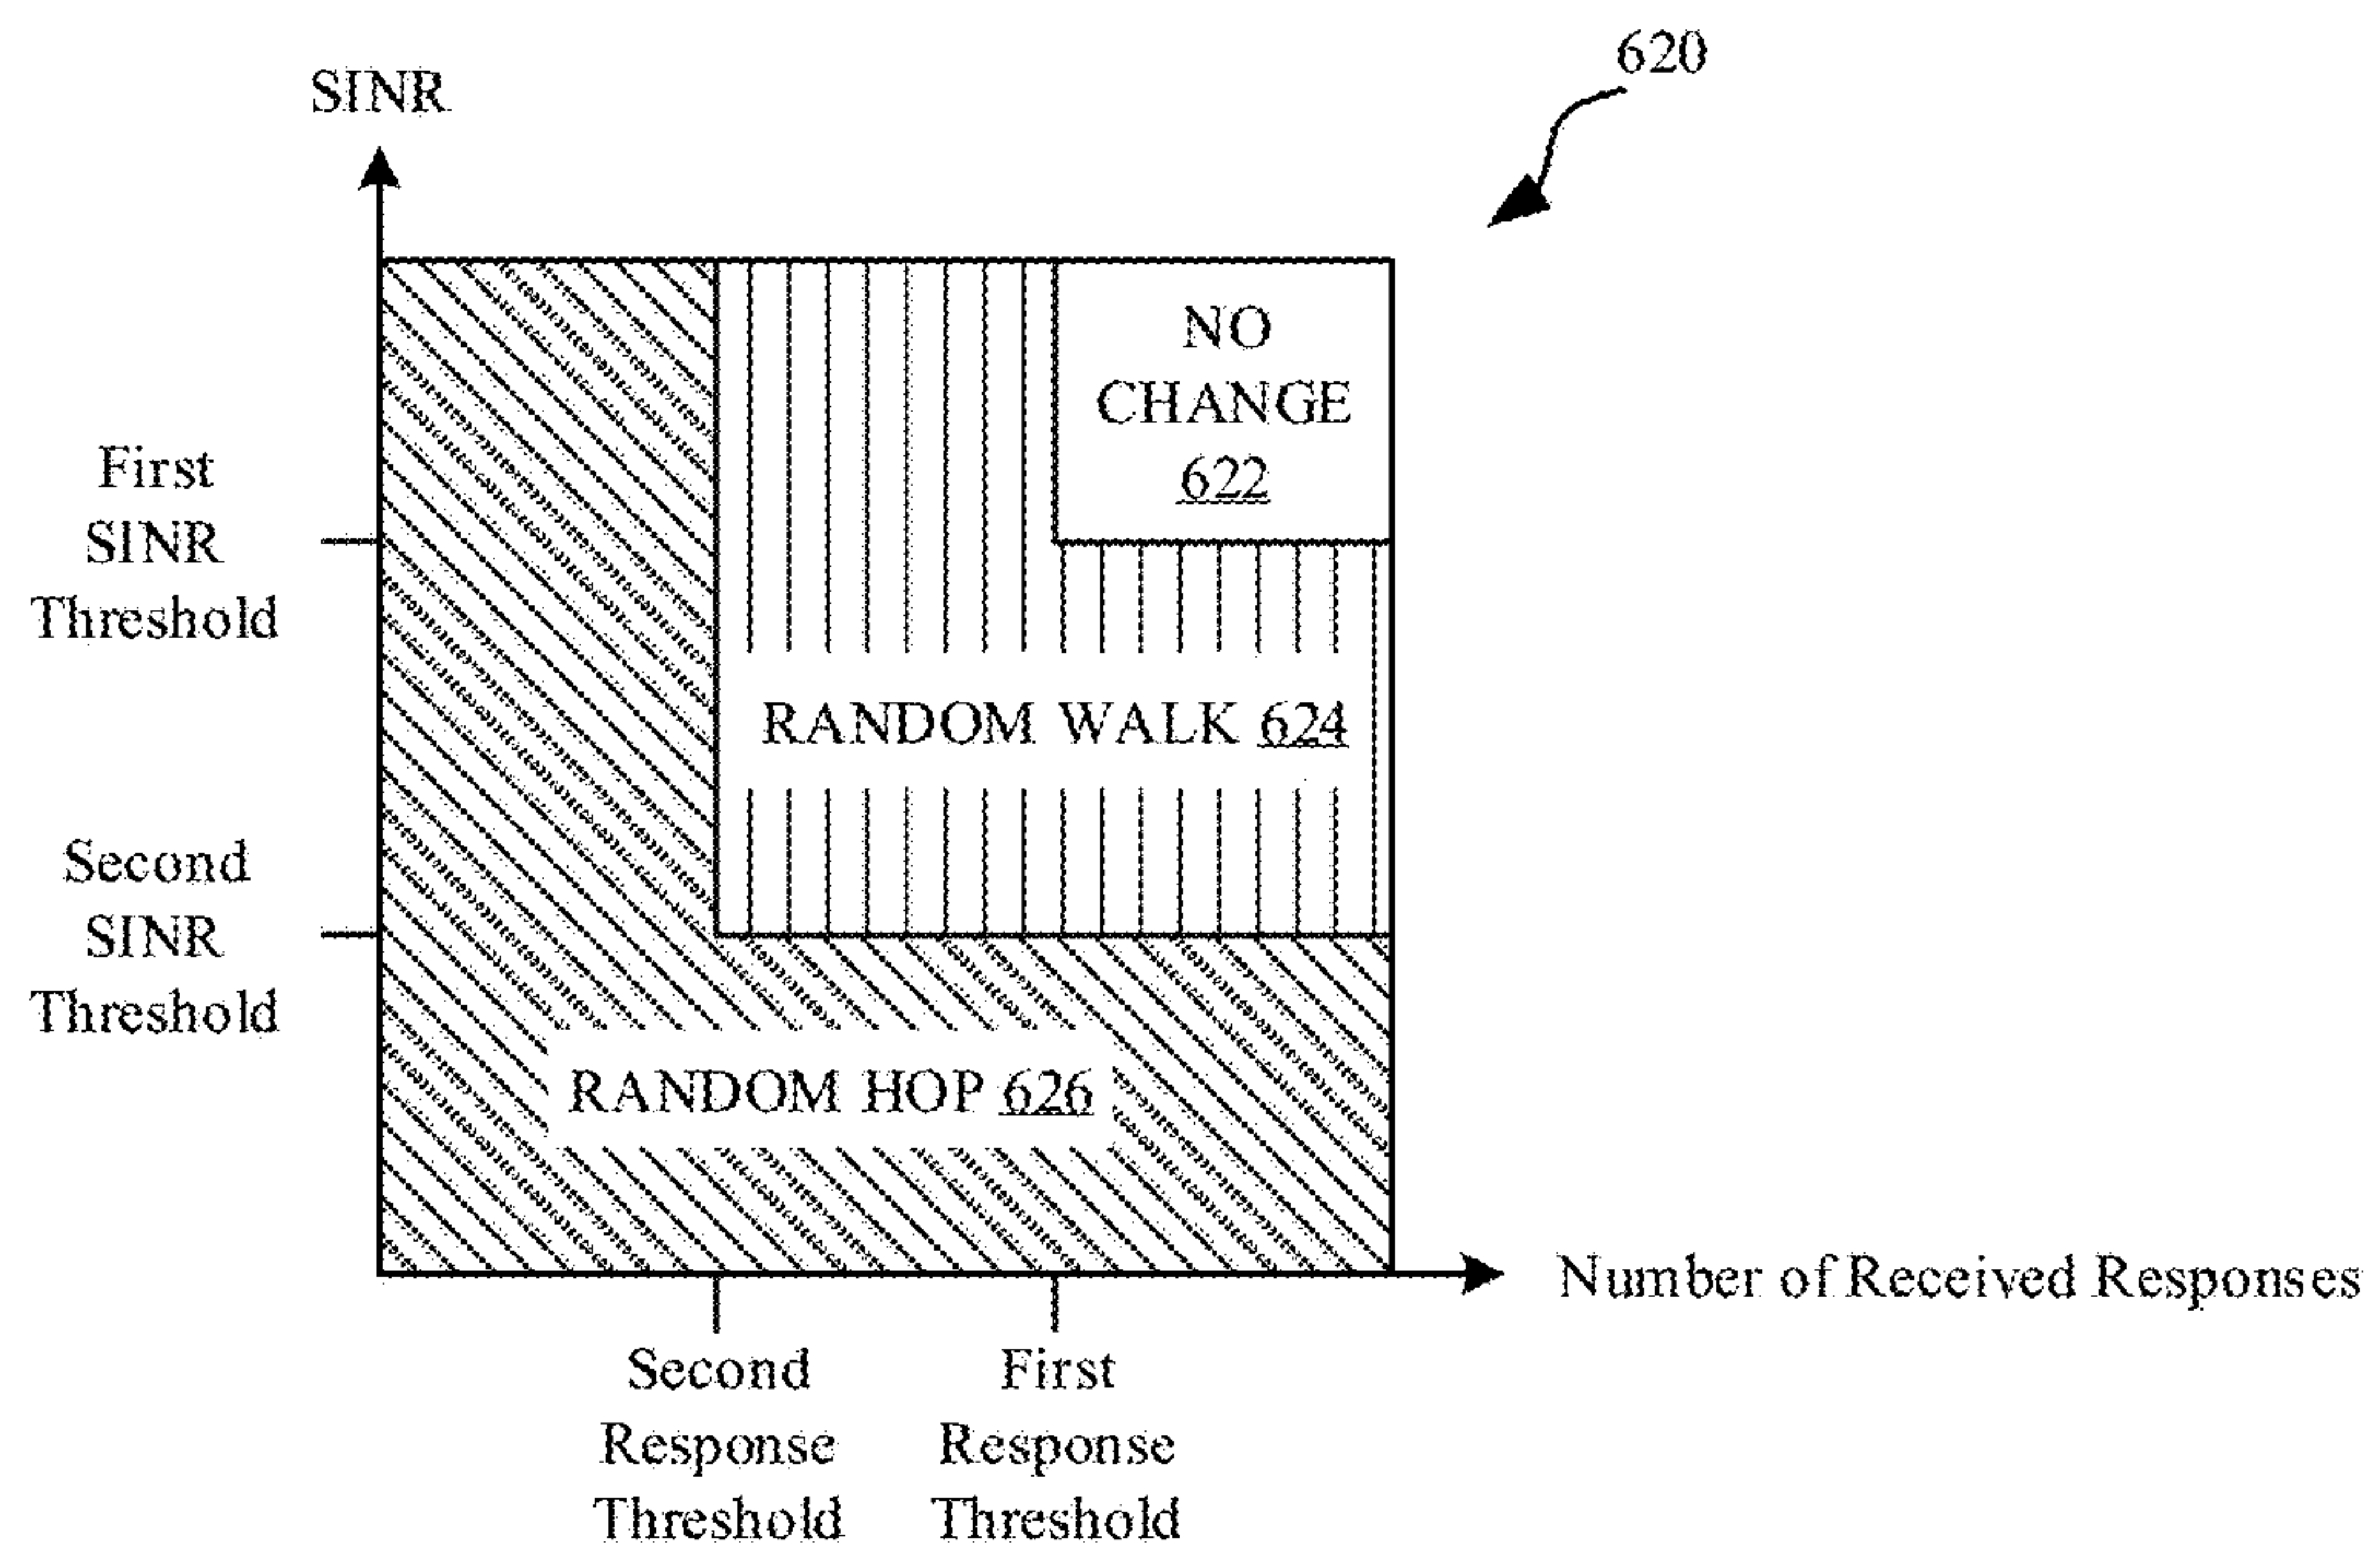 620
SINR
NO
CHANGE
622
First
SINR
Threshold
RANDOM WALK 624
Second
SINR
Threshold
RANDOM HOP 626
Number of Received Responses
Second
Response
Threshold
First
Response
Threshold